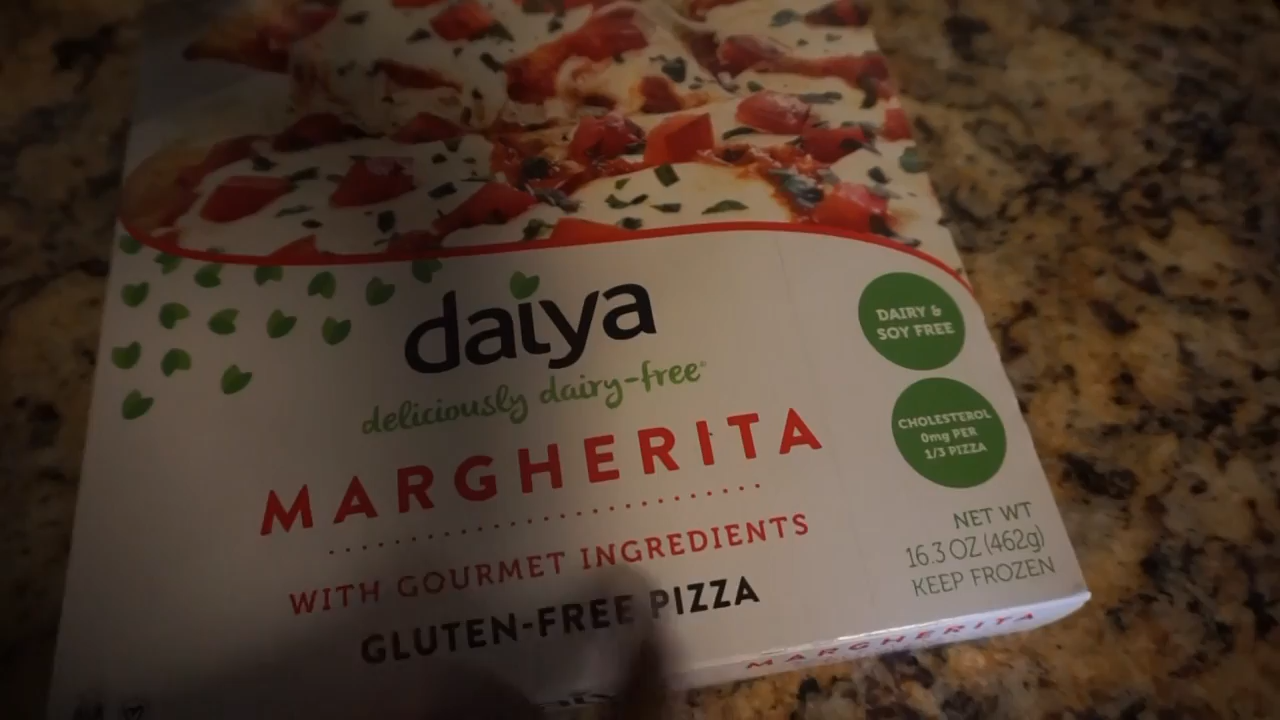 daiya
deliciously dairy-free
MARGHERITA
WITH GOURMET INGREDIENTS
GLUTEN-FREE PIZZA
DAIRY &
SOY FREE
CHOLESTEROL
0mg PER
1/3 PIZZA
NET WT
16.3 OZ (462g)
KEEP FROZEN
MARGHERITA